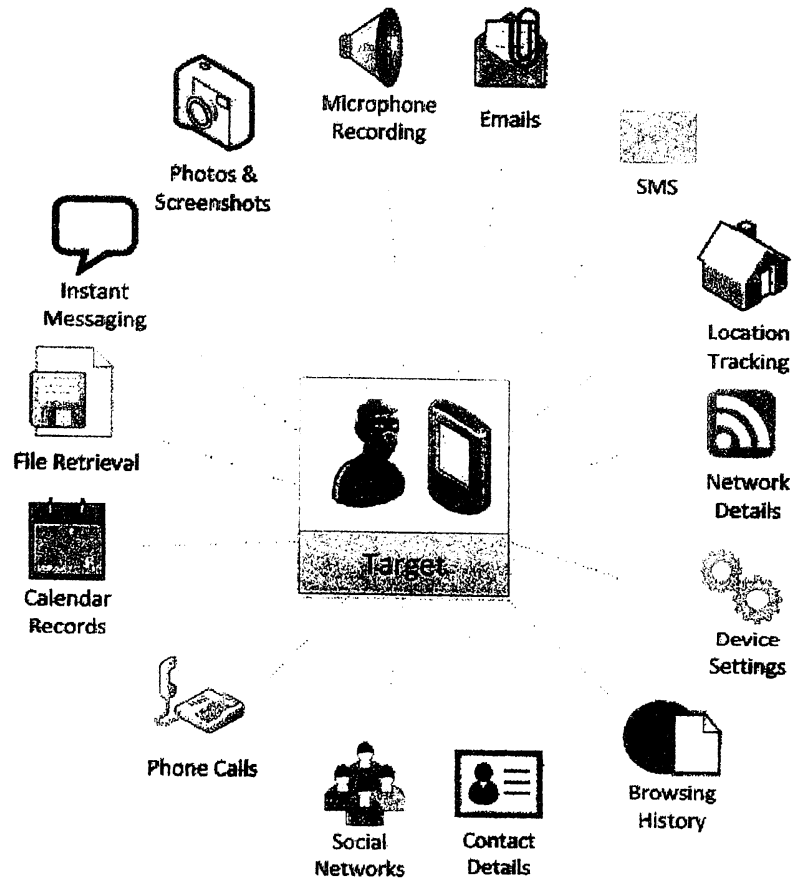 Microphone
Recording
Emails
SMS
Photos &
Screenshots
Instant
Messaging
Location
Tracking
File Retrieval
Network
Details
Target
Calendar
Records
Device
Settings
Phone Calls
Browsing
History
Social
Networks
Contact
Details